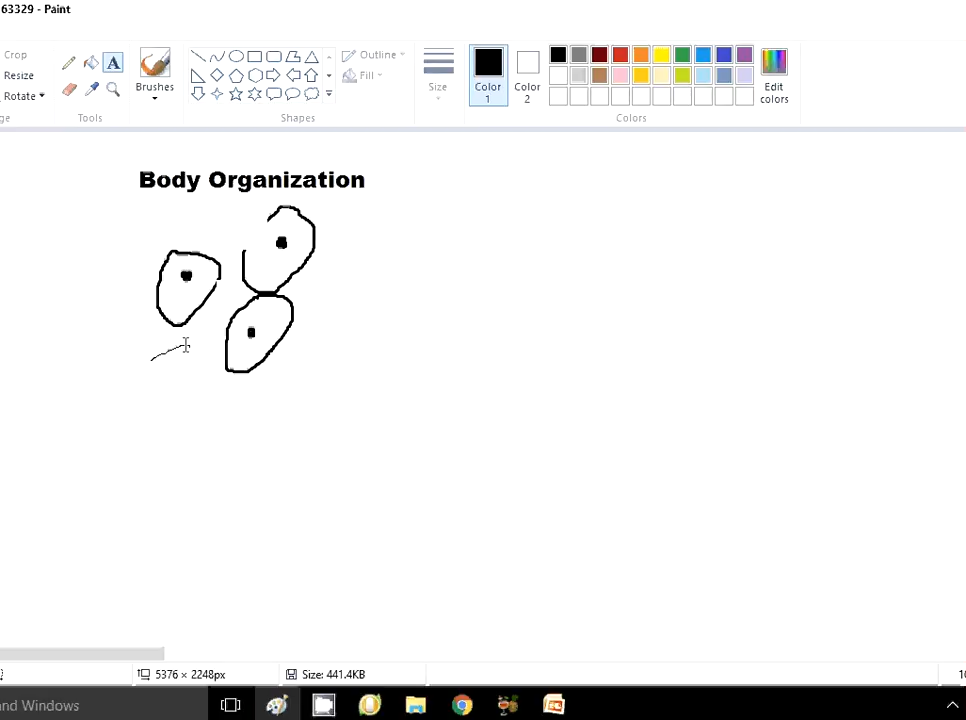 63329 - Paint
Crop
Resize
Rotate
Brushes
Outline
Fill
Size
Color
1
Color
2
Edit
colors
Tools
Shapes
Colors
Body Organization
5376 × 2248px
Size: 441.4KB
and Windows